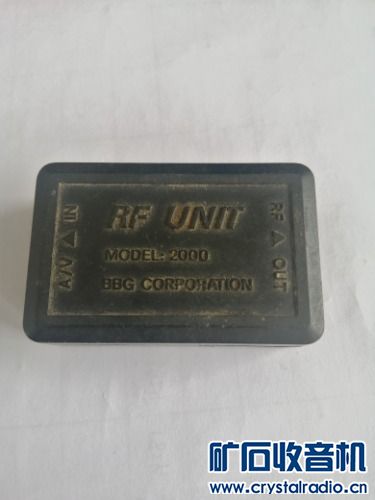 RF UNIT
MODEL: 2000
BBG CORPORATION
A/V △ IN
RF △ OUT
矿石收音机
www.crystalradio.cn